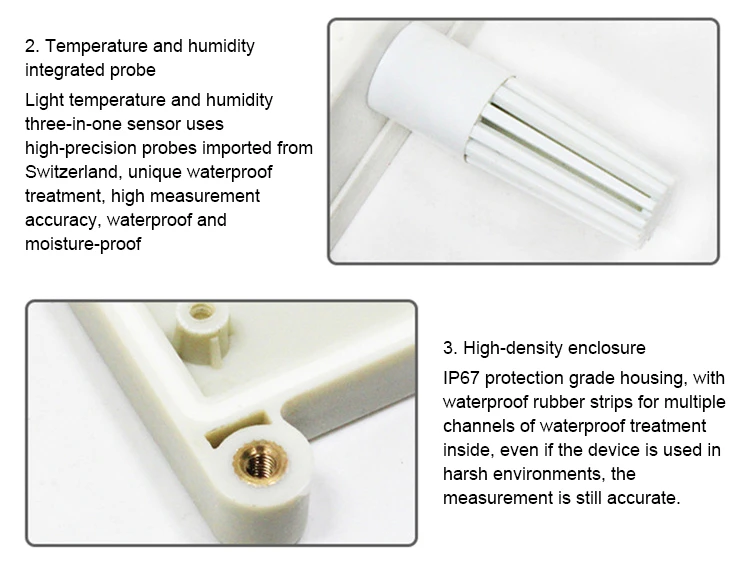 2. Temperature and humidity
integrated probe
Light temperature and humidity
three-in-one sensor uses
high-precision probes imported from
Switzerland, unique waterproof
treatment, high measurement
accuracy, waterproof and
moisture-proof
3. High-density enclosure
IP67 protection grade housing, with
waterproof rubber strips for multiple
channels of waterproof treatment
inside, even if the device is used in
harsh environments, the
measurement is still accurate.